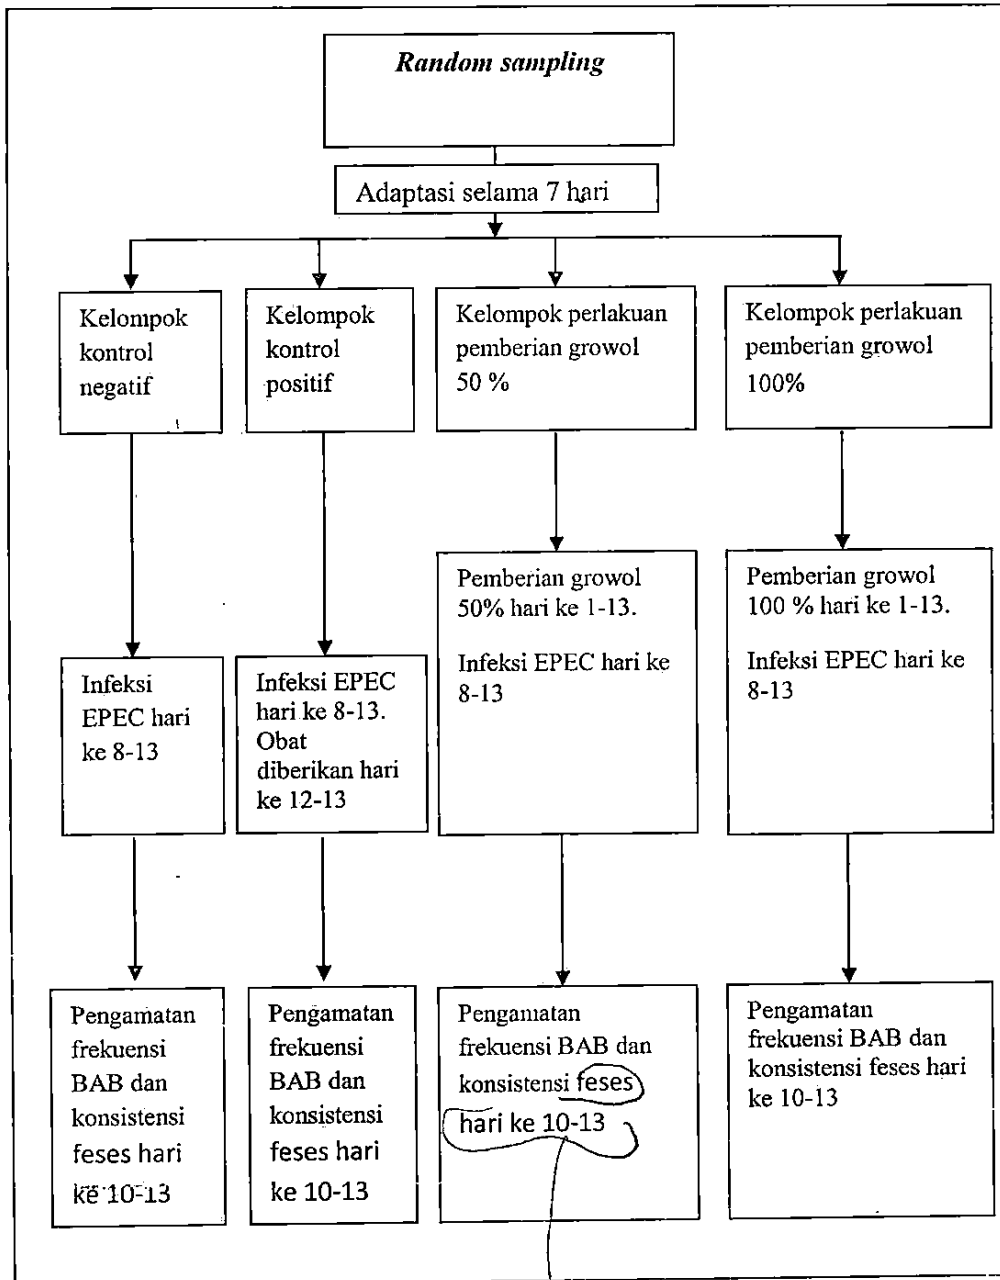 Random sampling
Adaptasi selama 7 hari
Kelompok
kontrol
negatif
Kelompok
kontrol
positif
Kelompok perlakuan
pemberian growol
50 %
Kelompok perlakuan
pemberian growol
100%
Infeksi
EPEC hari
ke 8-13
Infeksi EPEC
hari ke 8-13.
Obat
diberikan hari
ke 12-13
Pemberian growol
50% hari ke 1-13.
Infeksi EPEC hari ke
8-13
Pemberian growol
100 % hari ke 1-13.
Infeksi EPEC hari ke
8-13
Pengamatan
frekuensi
BAB dan
konsistensi
feses hari
ke 10-13
Pengamatan
frekuensi
BAB dan
konsistensi
feses hari
ke 10-13
Pengamatan
frekuensi BAB dan
konsistensi feses
hari ke 10-13
Pengamatan
frekuensi BAB dan
konsistensi feses hari
ke 10-13